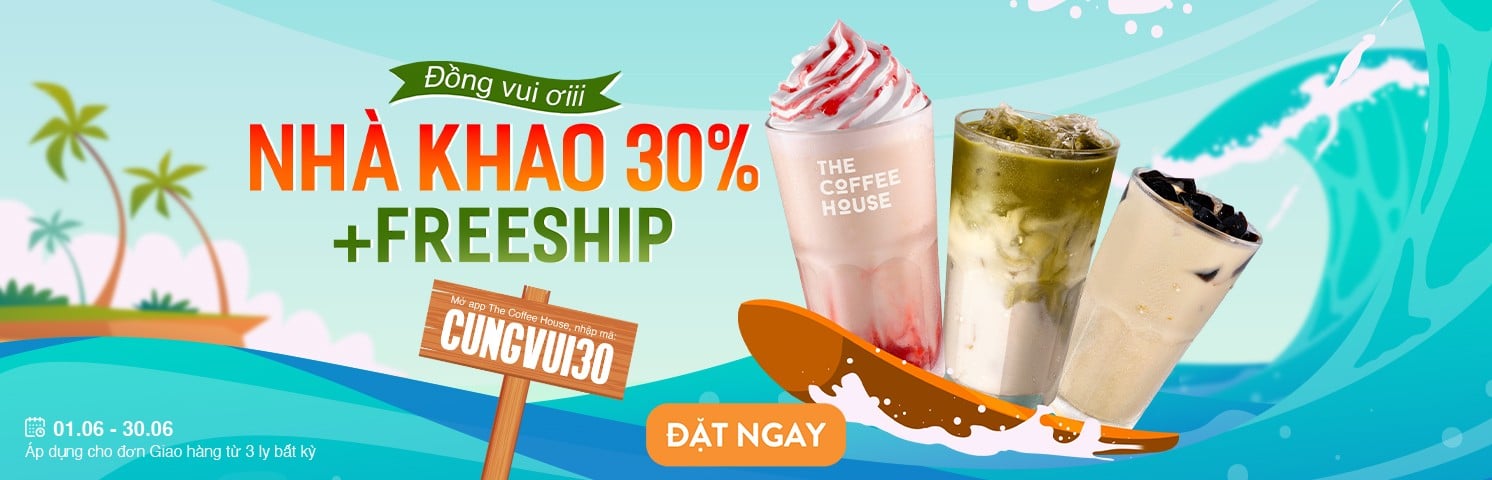 Đồng vui ơiii
NHÀ KHAO 30%
+FREESHIP
Mở app The Coffee House, nhập mã:
CUNGVUI30
THE
COFFEE
HOUSE
01.06 - 30.06
Áp dụng cho đơn Giao hàng từ 3 ly bất kỳ
ĐẶT NGAY